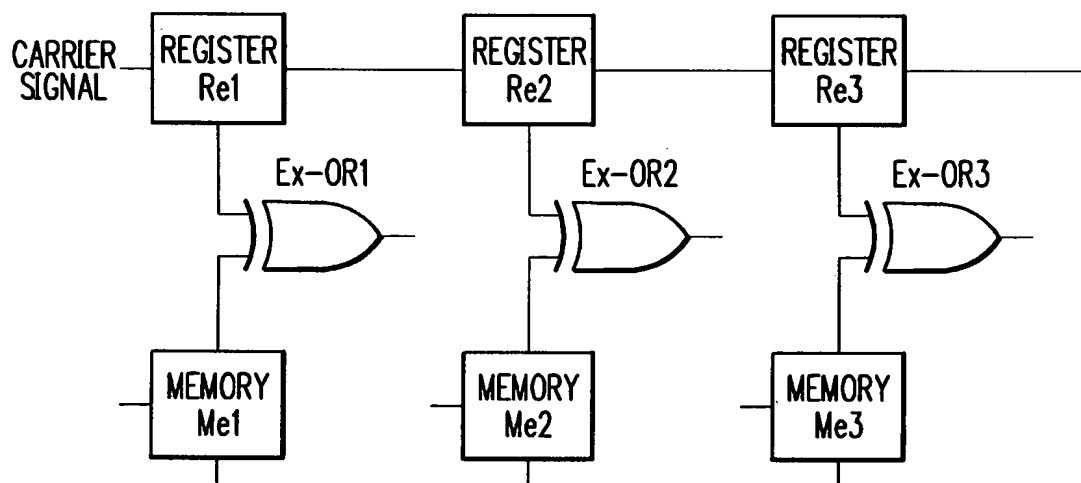 CARRIER
SIGNAL
REGISTER
Re1
REGISTER
Re2
REGISTER
Re3
Ex-OR1
Ex-OR2
Ex-OR3
MEMORY
Me1
MEMORY
Me2
MEMORY
Me3